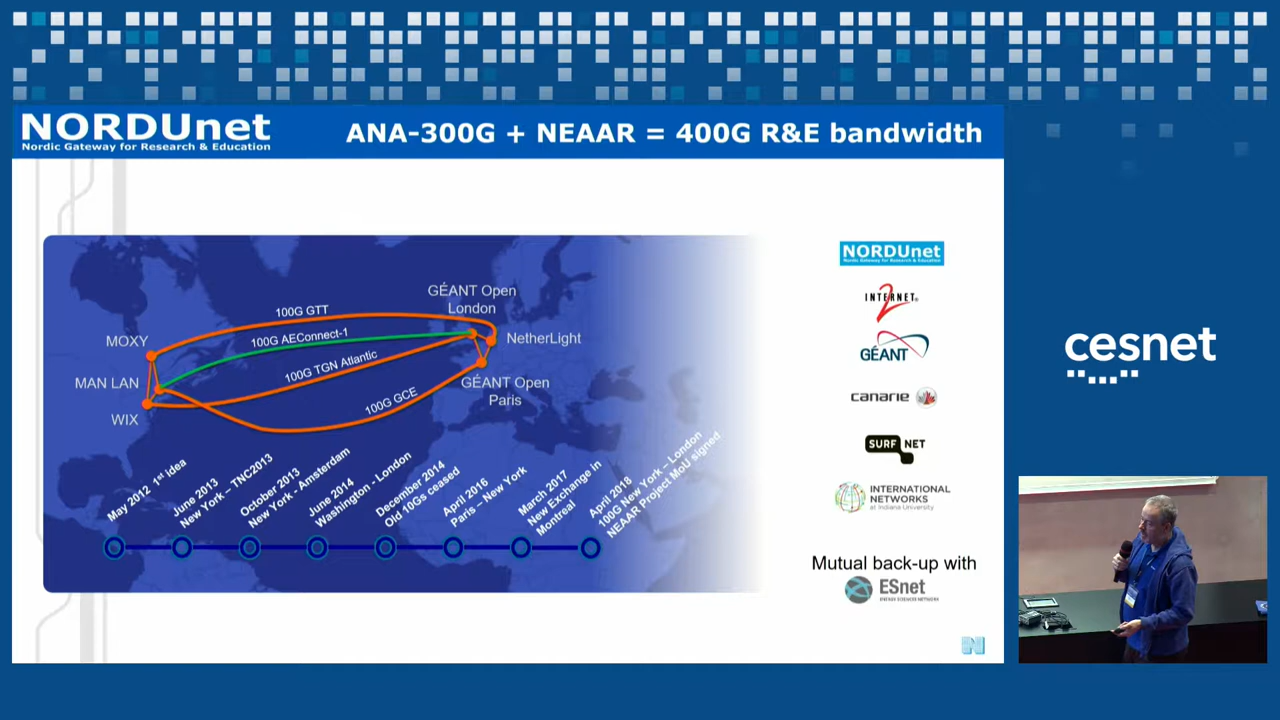 NORDUnet
Nordic Gateway for Research & Education
ANA-300G + NEAAR = 400G R&E bandwidth
GÉANT Open
London
100G GTT
100G AEConnect-1
MOXY
NetherLight
100G TGN Atlantic
MAN LAN
GÉANT Open
Paris
100G GCE
WIX
May 2012 1st idea
June 2013
New York – TNC2013
October 2013
New York - Amsterdam
June 2014
Washington - London
December 2014
Old 10Gs ceased
April 2016
Paris – New York
March 2017
New Exchange in
Montreal
April 2018
100G New York – London
NEAAR Project MoU signed
NORDUnet
Nordic Gateway for Research & Education
INTERNET
2
GÉANT
canarie
SURF NET
INTERNATIONAL
NETWORKS
at Indiana University
Mutual back-up with
ESnet
ENERGY SCIENCES NETWORK
N
cesnet